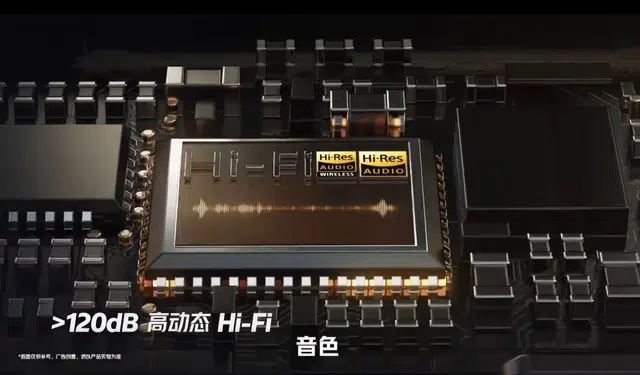 Hi-Fi
Hi-Res
AUDIO
WIRELESS
Hi-Res
AUDIO
>120dB 高动态 Hi-Fi
音色